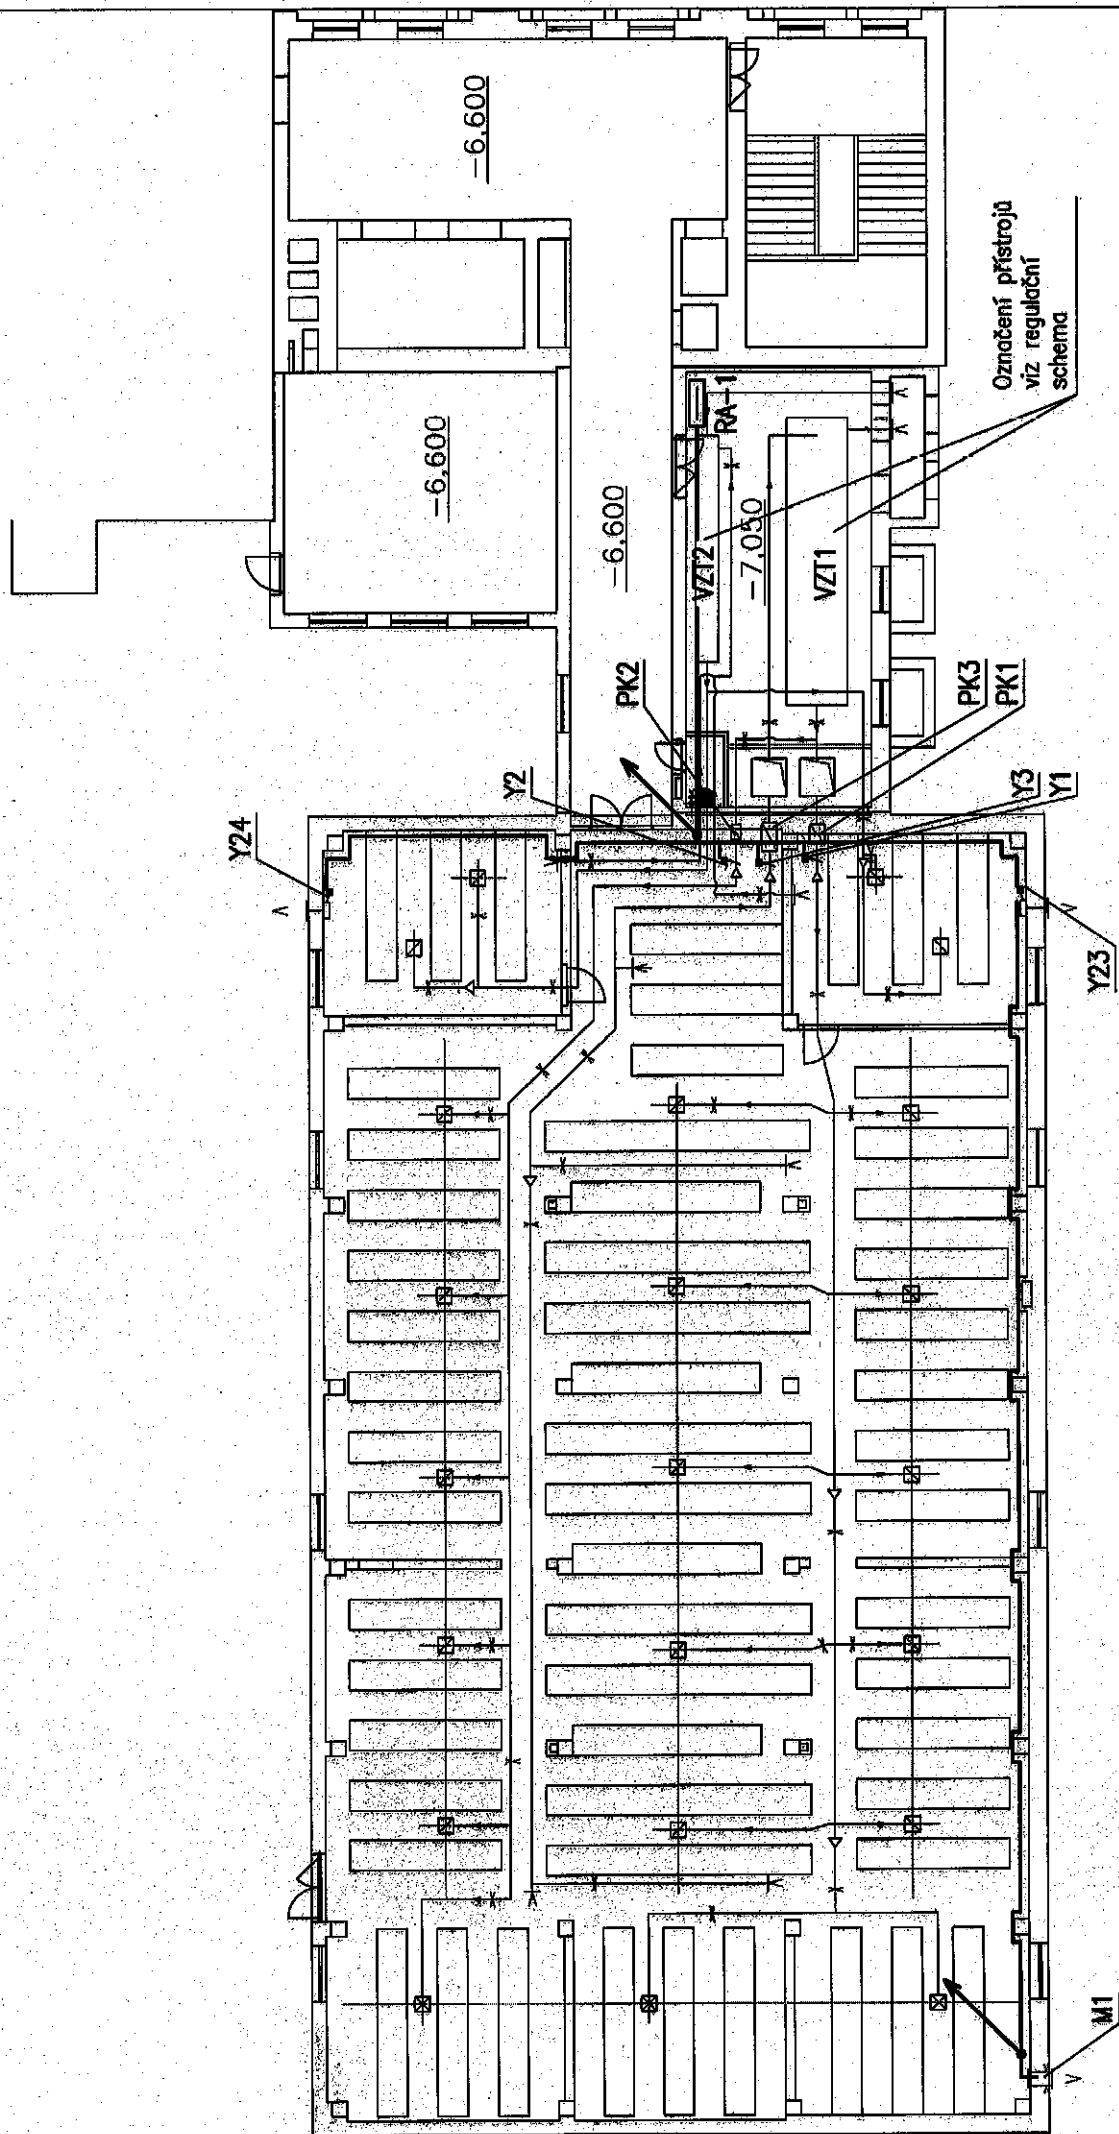 -6,600
-6,600
-6,600
Označení přístrojů
viz regulační
schema
RA-1
VZT2
-7,050
VZT1
PK2
PK3
PK1
Y2
Y3
Y1
Y24
Y23
M1